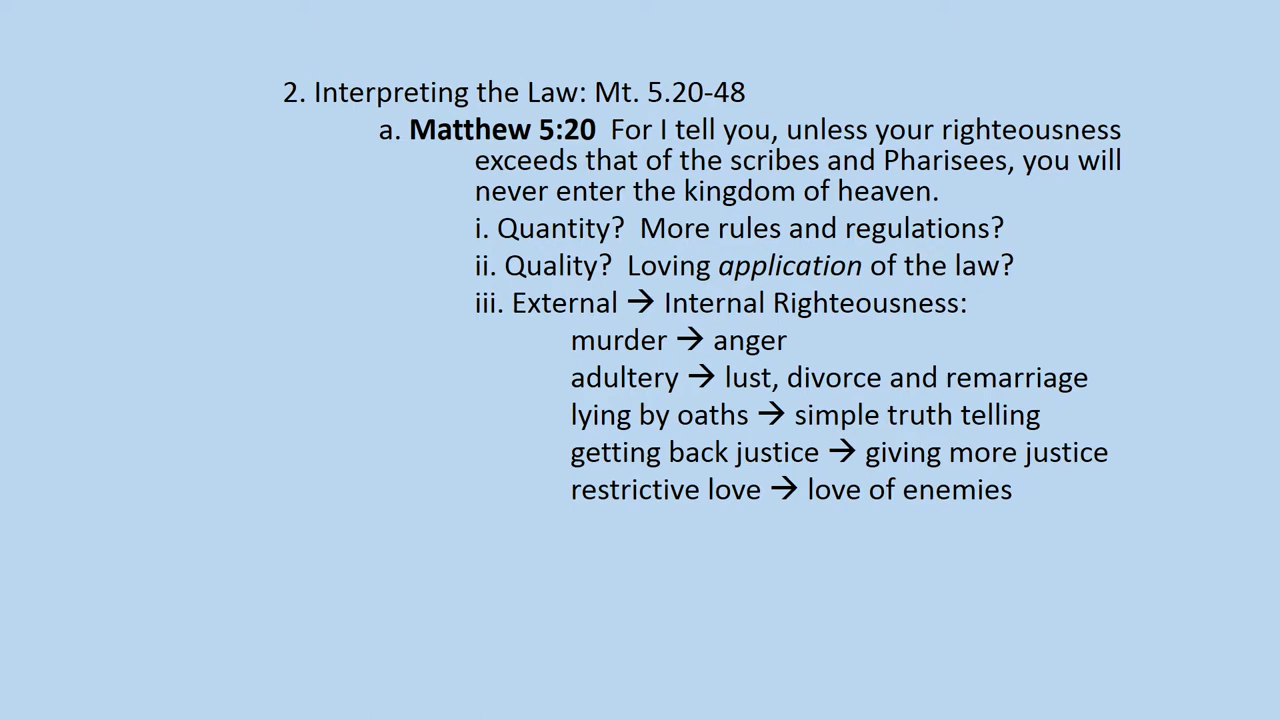 2. Interpreting the Law: Mt. 5.20-48
a. Matthew 5:20  For I tell you, unless your righteousness
exceeds that of the scribes and Pharisees, you will
never enter the kingdom of heaven.
i. Quantity?  More rules and regulations?
ii. Quality?  Loving application of the law?
iii. External → Internal Righteousness:
murder → anger
adultery → lust, divorce and remarriage
lying by oaths → simple truth telling
getting back justice → giving more justice
restrictive love → love of enemies